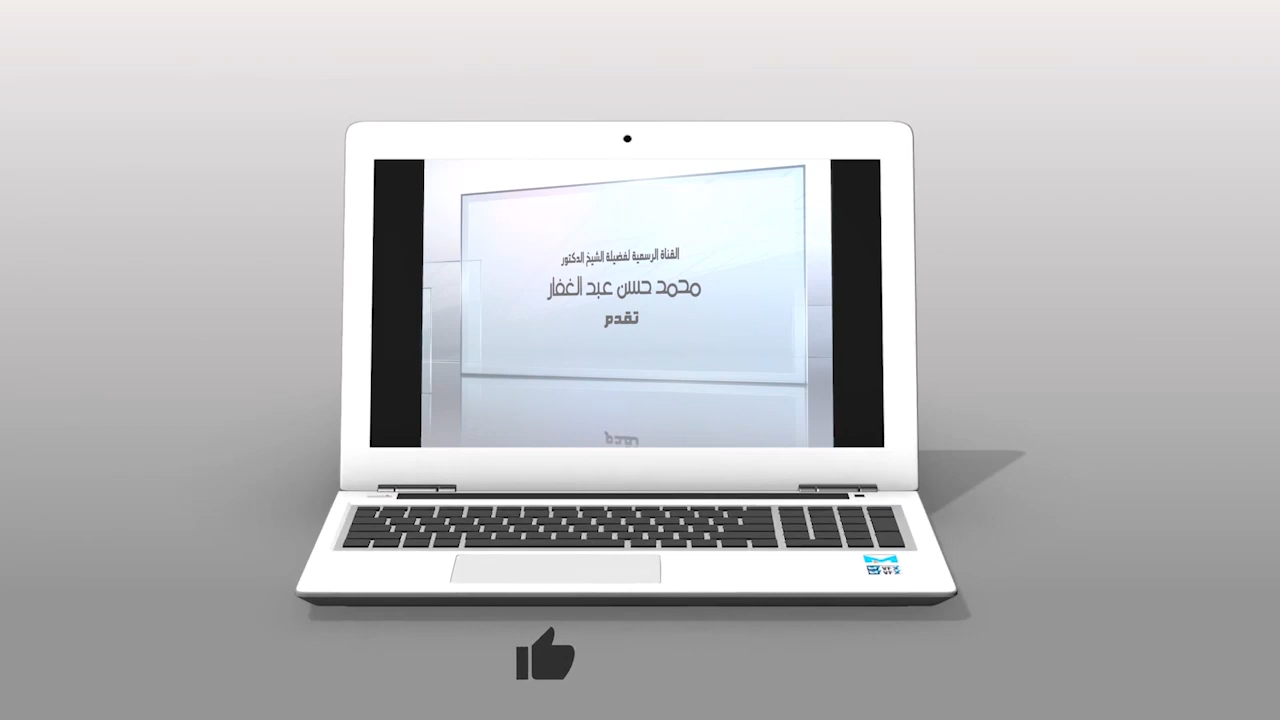 القناة الرسمية لفضيلة الشيخ الدكتور
محمد حسن عبد الغفار
تقدم